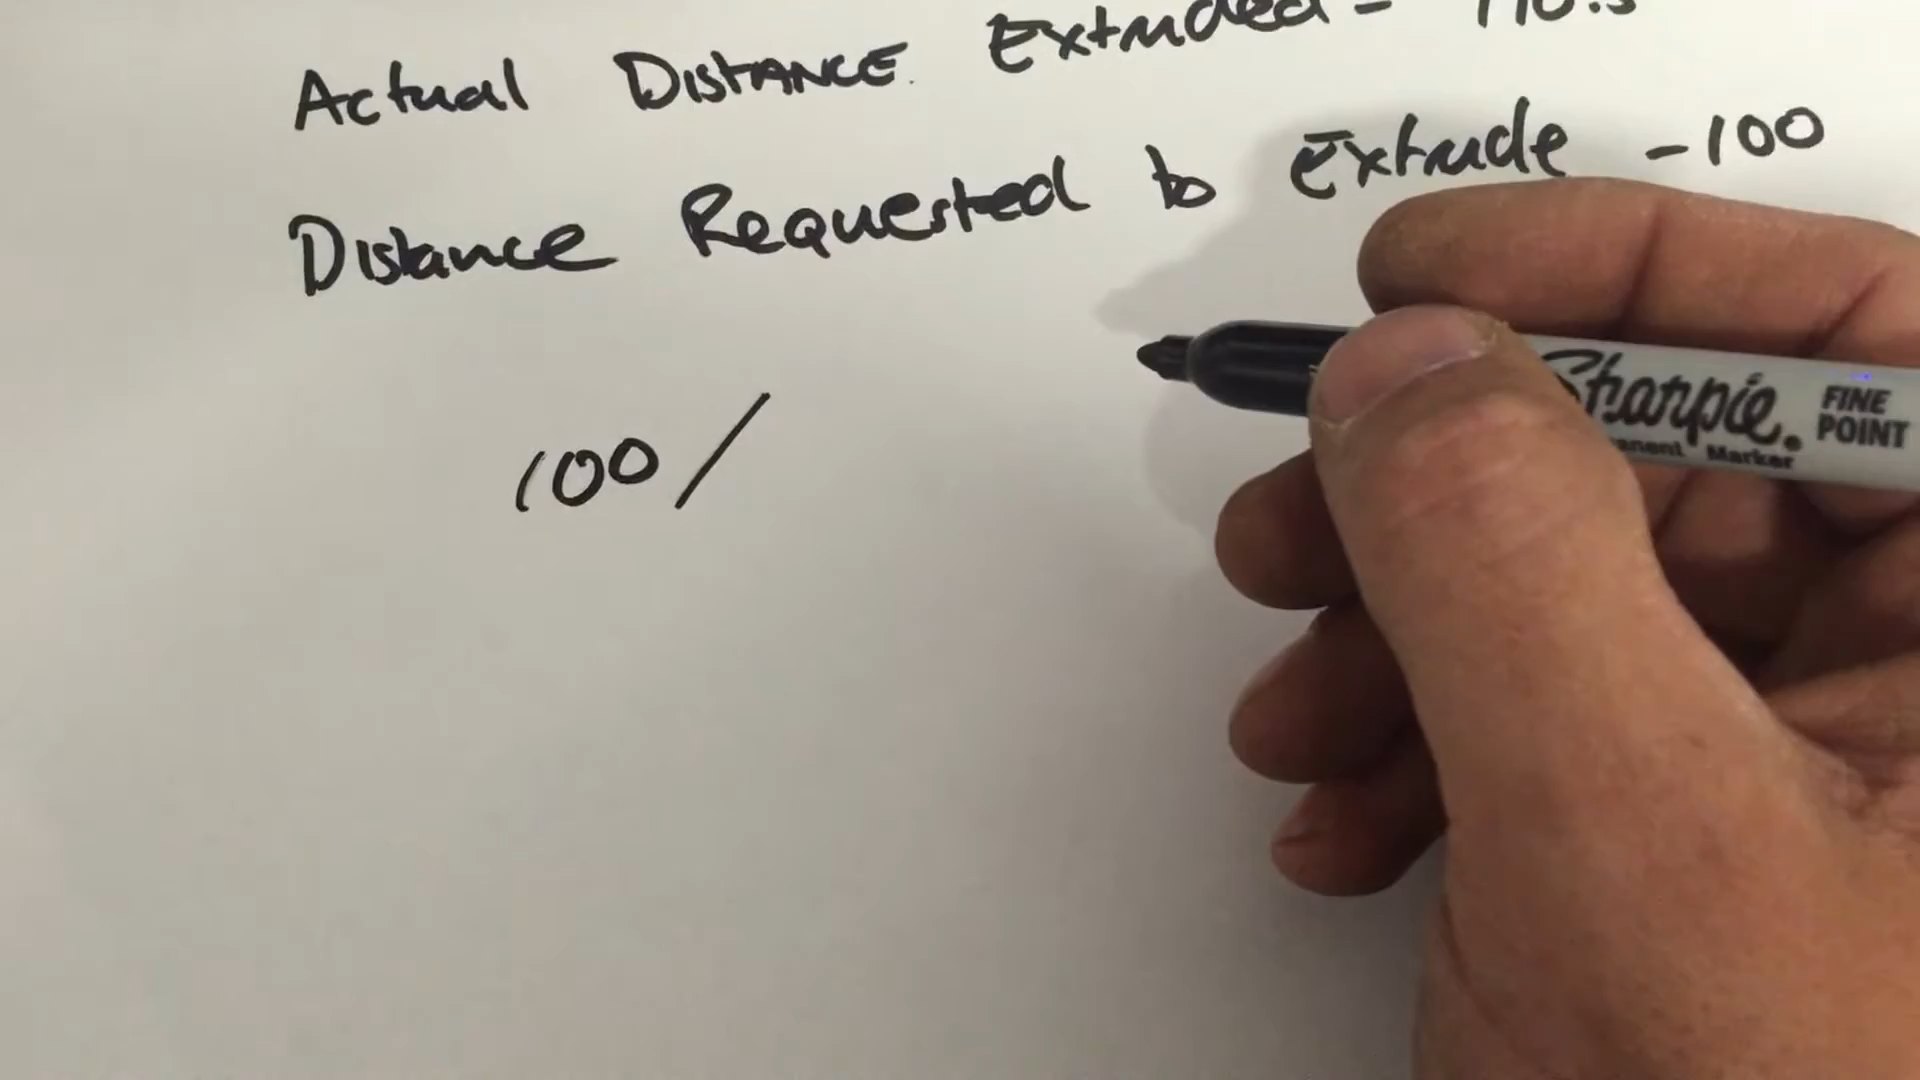 Actual DISTANCE. Extruded -
Distance Requested to Extrude - 100
100 /
Sharpie. FINE
POINT
Marker